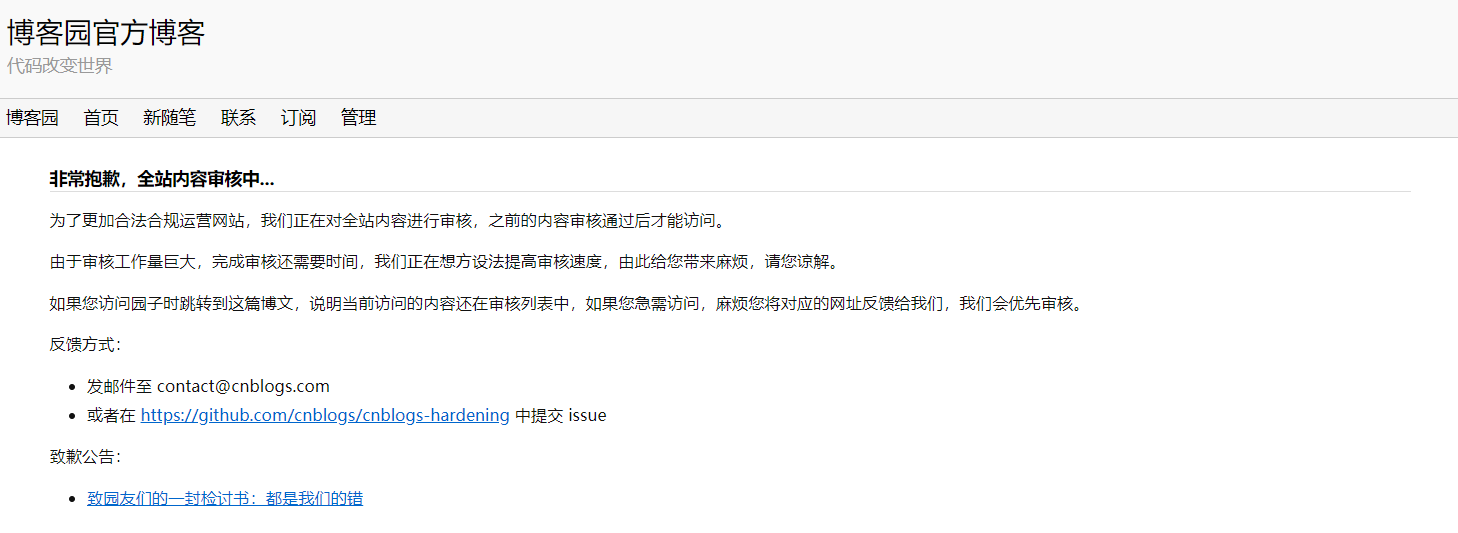 博客园官方博客
代码改变世界
博客园 首页 新随笔 联系 订阅 管理
非常抱歉，全站内容审核中...
为了更加合法合规运营网站，我们正在对全站内容进行审核，之前的内容审核通过后才能访问。
由于审核工作量巨大，完成审核还需要时间，我们正在想方设法提高审核速度，由此给您带来麻烦，请您谅解。
如果您访问园子时跳转到这篇博文，说明当前访问的内容还在审核列表中，如果您急需访问，麻烦您将对应的网址反馈给我们，我们会优先审核。
反馈方式：
• 发邮件至 contact@cnblogs.com
• 或者在 https://github.com/cnblogs/cnblogs-hardening 中提交 issue
致歉公告：
• 致园友们的一封检讨书：都是我们的错